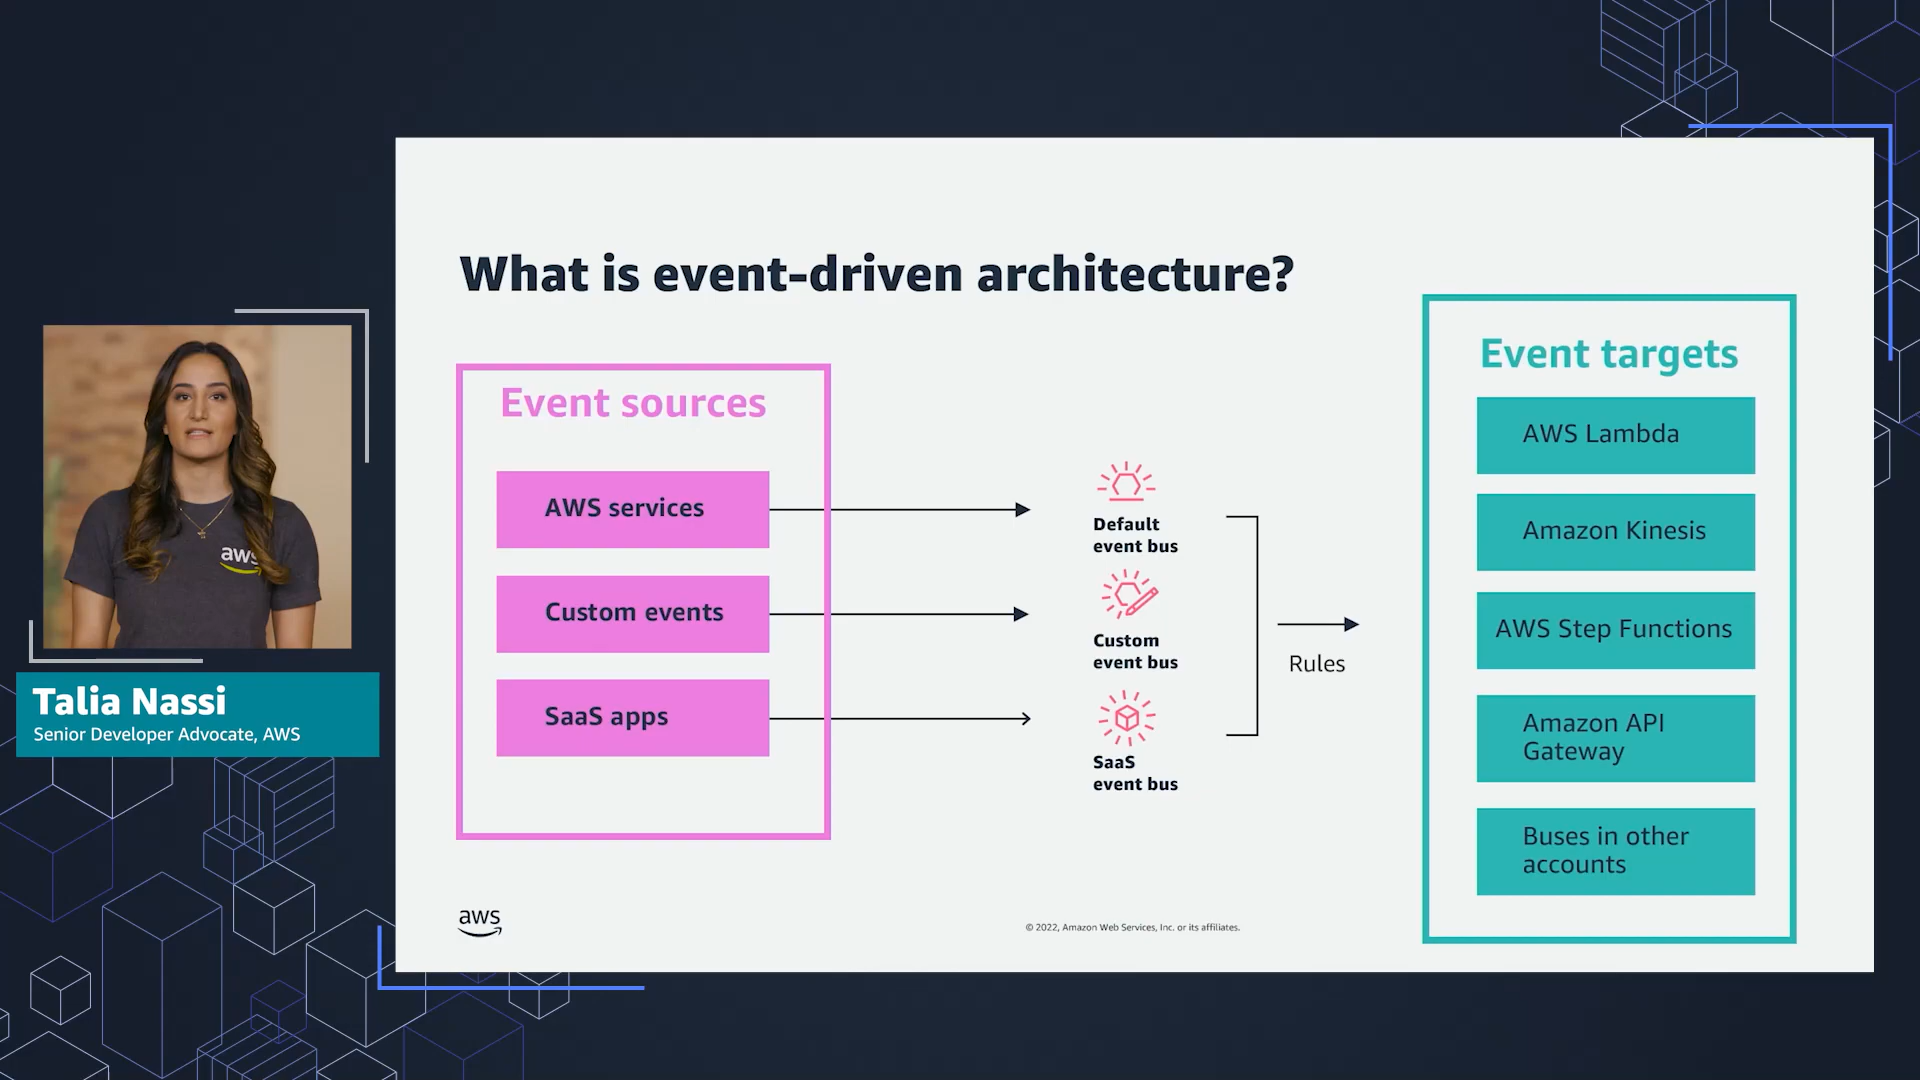 What is event-driven architecture?
Event sources
AWS services
Custom events
SaaS apps
Default
event bus
Custom
event bus
SaaS
event bus
Rules
Event targets
AWS Lambda
Amazon Kinesis
AWS Step Functions
Amazon API
Gateway
Buses in other
accounts
aws
© 2022, Amazon Web Services, Inc. or its affiliates.
aws
Talia Nassi
Senior Developer Advocate, AWS